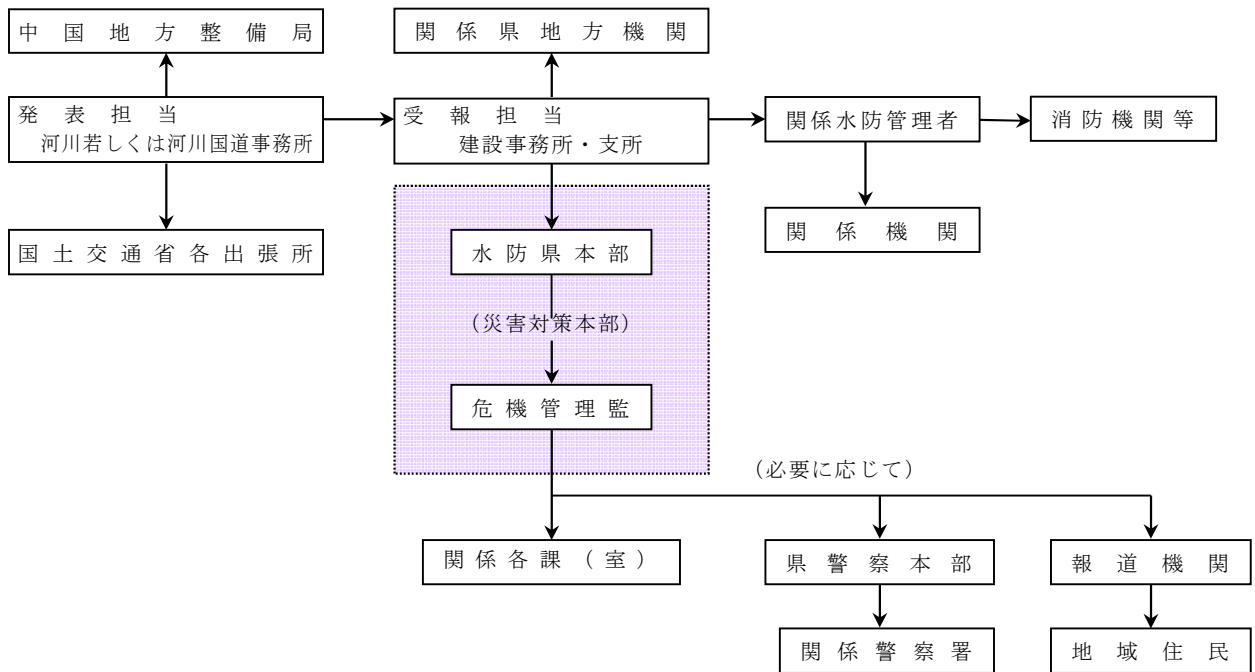 中国地方整備局
関係県地方機関
発表担当
河川若しくは河川国道事務所
受報担当
建設事務所・支所
関係水防管理者
消防機関等
国土交通省各出張所
関係機関
水防県本部
(災害対策本部)
危機管理監
(必要に応じて)
関係各課(室)
県警察本部
報道機関
関係警察署
地域住民